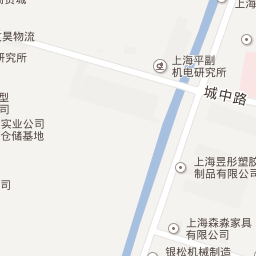 上海
昊物流
研究所
上海平副
机电研究所
城中路
型
司
实业公司
仓储基地
上海昱彤塑胶
制品有限公司
司
上海森淼家具
有限公司
银松机械制造